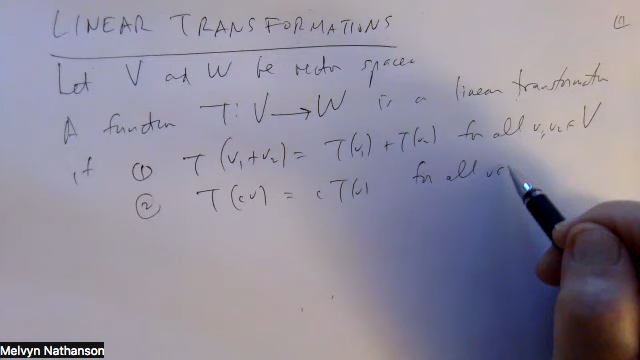 LINEAR TRANSFORMATIONS
(1)
Let V and W be vector spaces
A function T: V → W is a linear transformation
if ① T (v₁+v₂) = T(v₁) + T(v₂) for all v₁,v₂ ∈ V
② T (cv) = c T(v) for all v ∈
Melvyn Nathanson